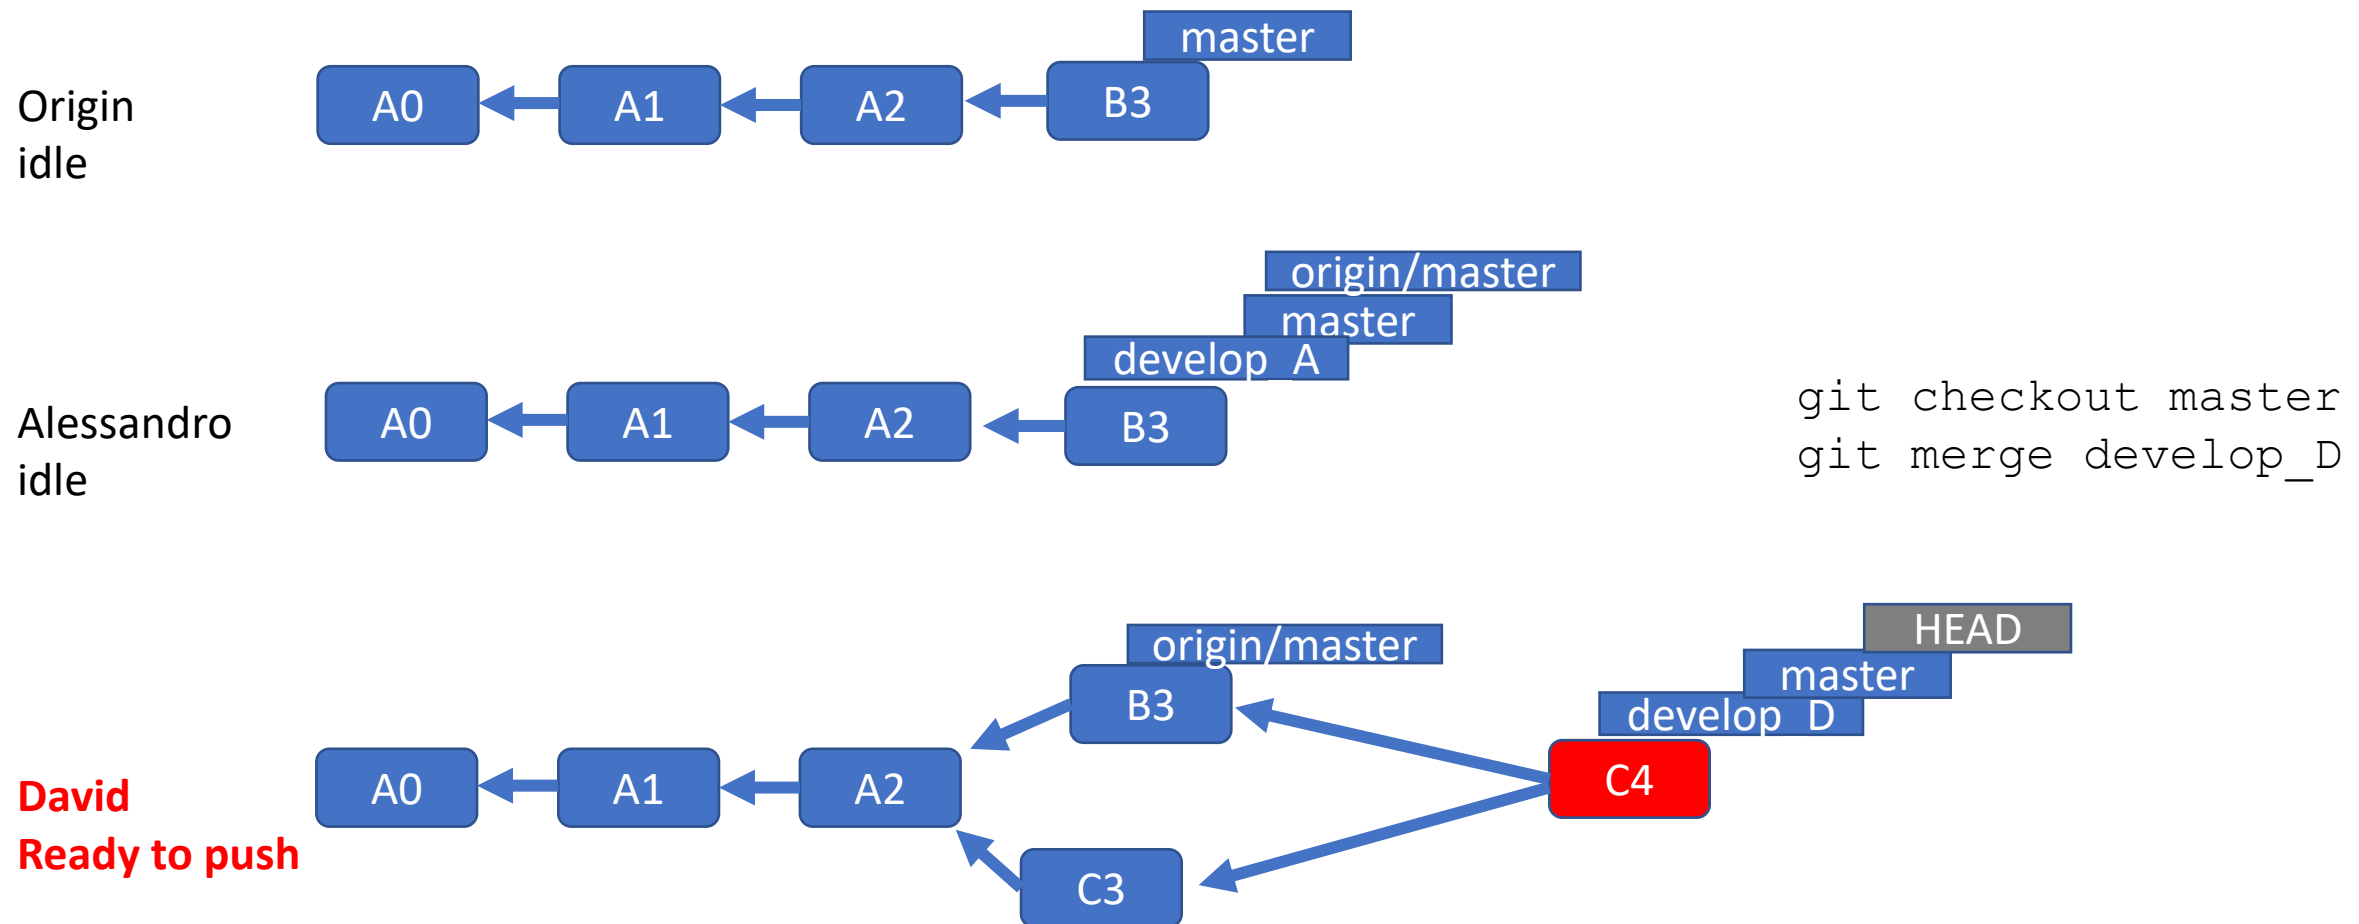 master
Origin
idle
A0
A1
A2
B3
origin/master
master
develop_A
Alessandro
idle
A0
A1
A2
B3
git checkout master
git merge develop_D
HEAD
origin/master
master
develop_D
B3
David
Ready to push
A0
A1
A2
C4
C3